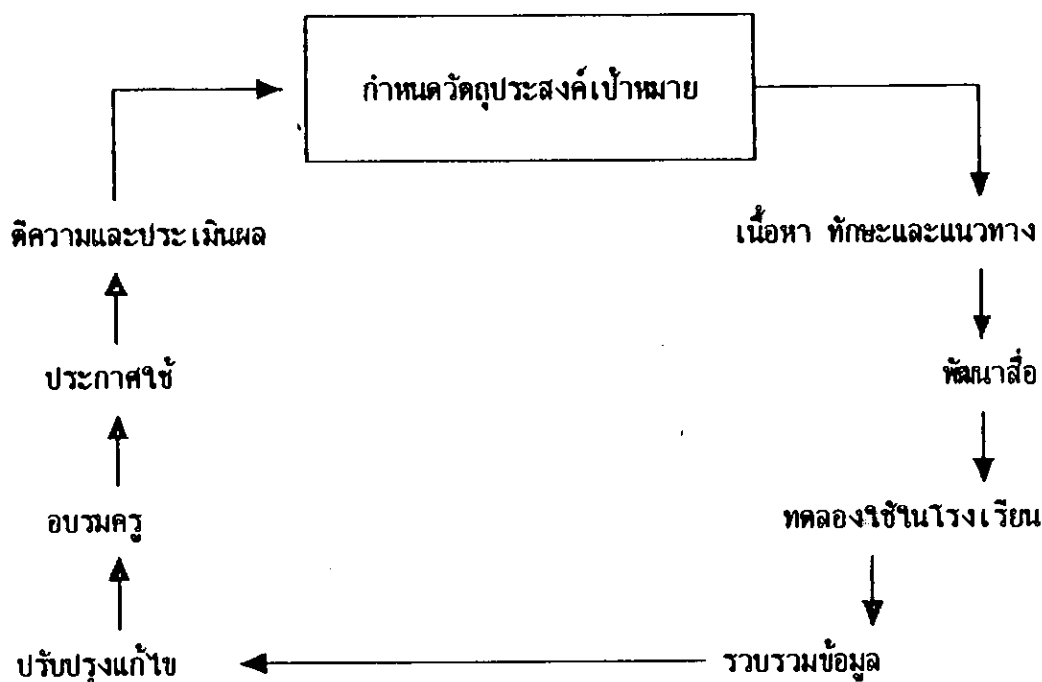 กำหนดวัตถุประสงค์เป้าหมาย
ตีความและประเมินผล
เนื้อหา ทักษะและแนวทาง
ประกาศใช้
พัฒนาสื่อ
อบรมครู
ทดลองใช้ในโรงเรียน
ปรับปรุงแก้ไข
รวบรวมข้อมูล